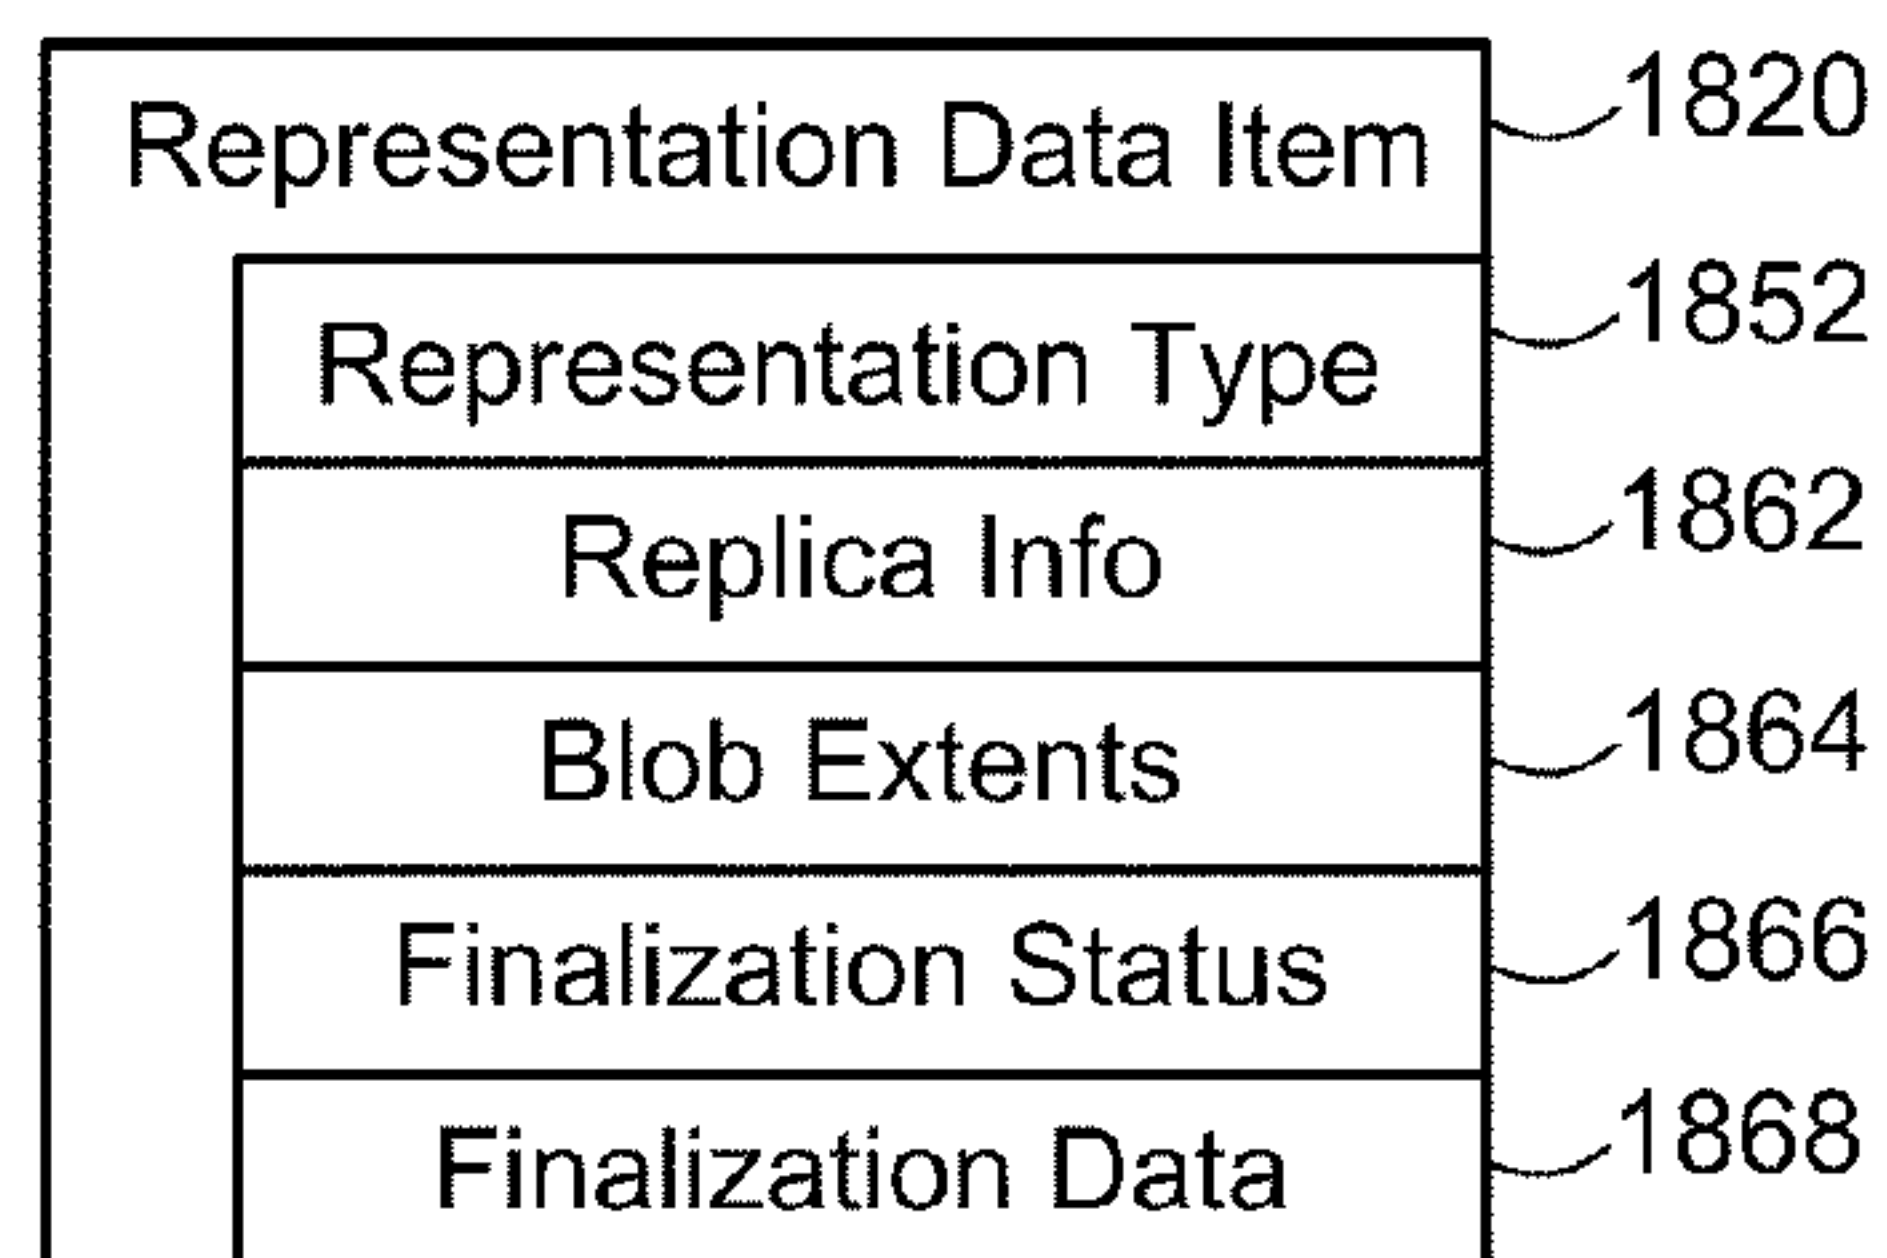 Representation Data Item 1820
Representation Type 1852
Replica Info 1862
Blob Extents 1864
Finalization Status 1866
Finalization Data 1868